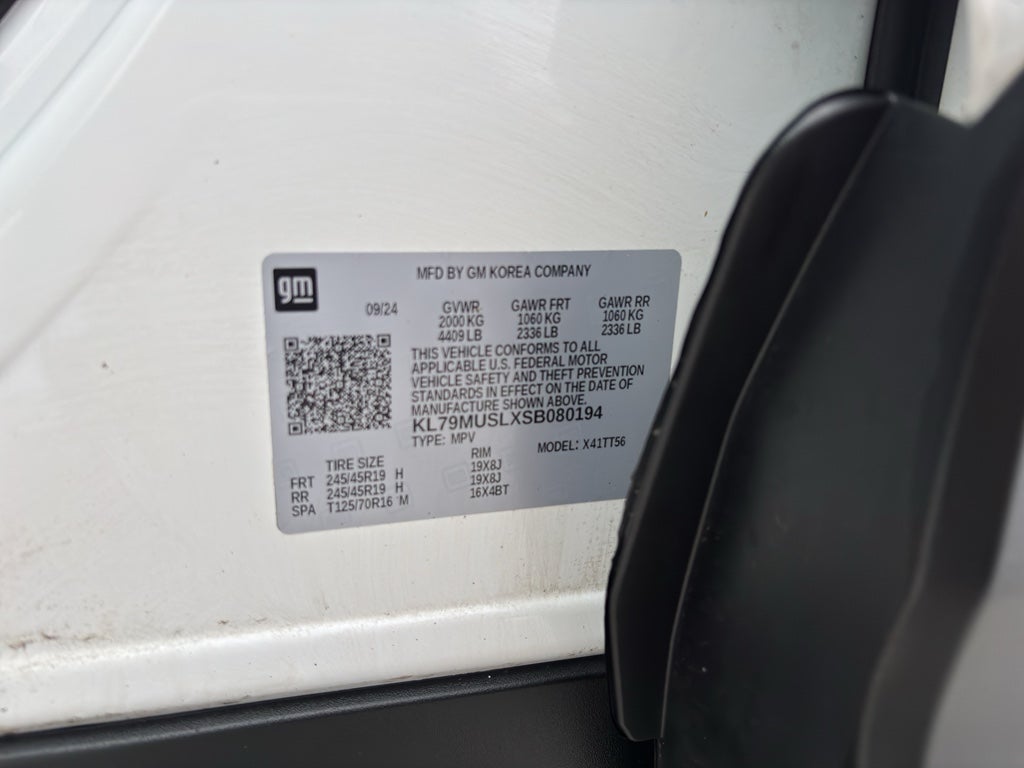 gm
MFD BY GM KOREA COMPANY
09/24 GVWR GAWR FRT GAWR RR
2000 KG 1060 KG 1060 KG
4409 LB 2336 LB 2336 LB
THIS VEHICLE CONFORMS TO ALL
APPLICABLE U.S. FEDERAL MOTOR
VEHICLE SAFETY AND THEFT PREVENTION
STANDARDS IN EFFECT ON THE DATE OF
MANUFACTURE SHOWN ABOVE.
KL79MUSLXSB080194
TYPE: MPV MODEL: X41TT56
TIRE SIZE RIM
FRT 245/45R19 H 19X8J
RR 245/45R19 H 19X8J
SPA T125/70R16 M 16X4BT